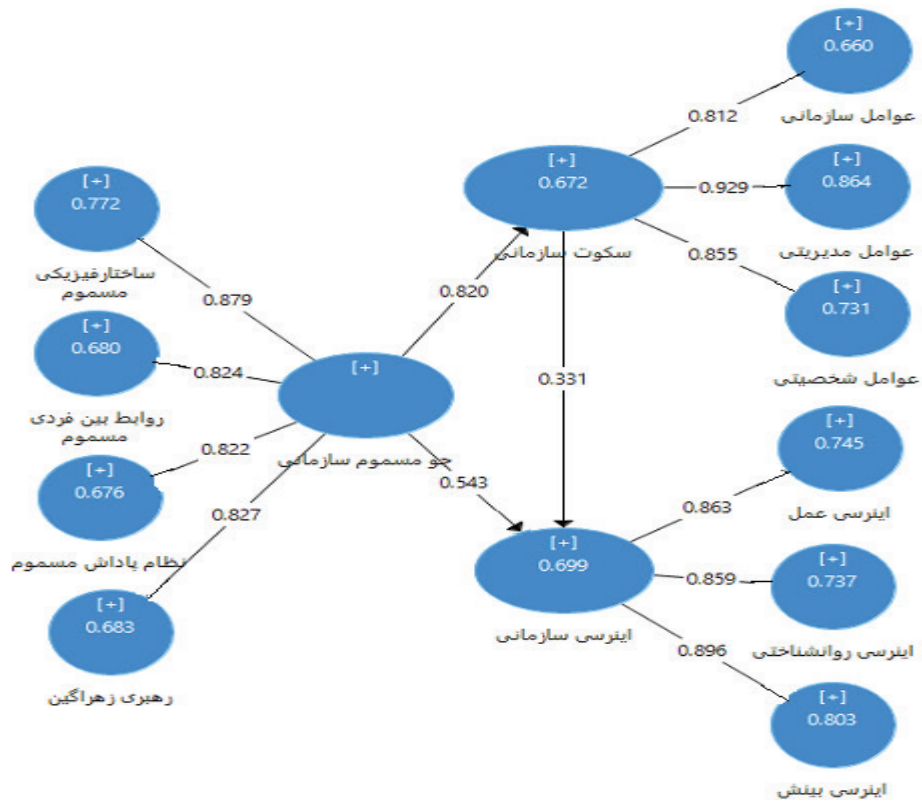 [+]
0.660
عوامل سازمانی
0.812
[+]
0.672
سکوت سازمانی
0.929
[+]
0.864
عوامل مدیریتی
0.855
[+]
0.731
عوامل شخصیتی
[+]
0.772
ساختارفیزیکی
مسموم
0.879
0.820
[+]
0.680
روابط بین فردی
مسموم
0.824
[+]
جو مسموم سازمانی
0.331
0.822
[+]
0.676
نظام پاداش مسموم
0.827
0.543
[+]
0.683
رهبری زهراگین
[+]
0.699
اینرسی سازمانی
0.863
[+]
0.745
اینرسی عمل
0.859
[+]
0.737
اینرسی روانشناختی
0.896
[+]
0.803
اینرسی بینش